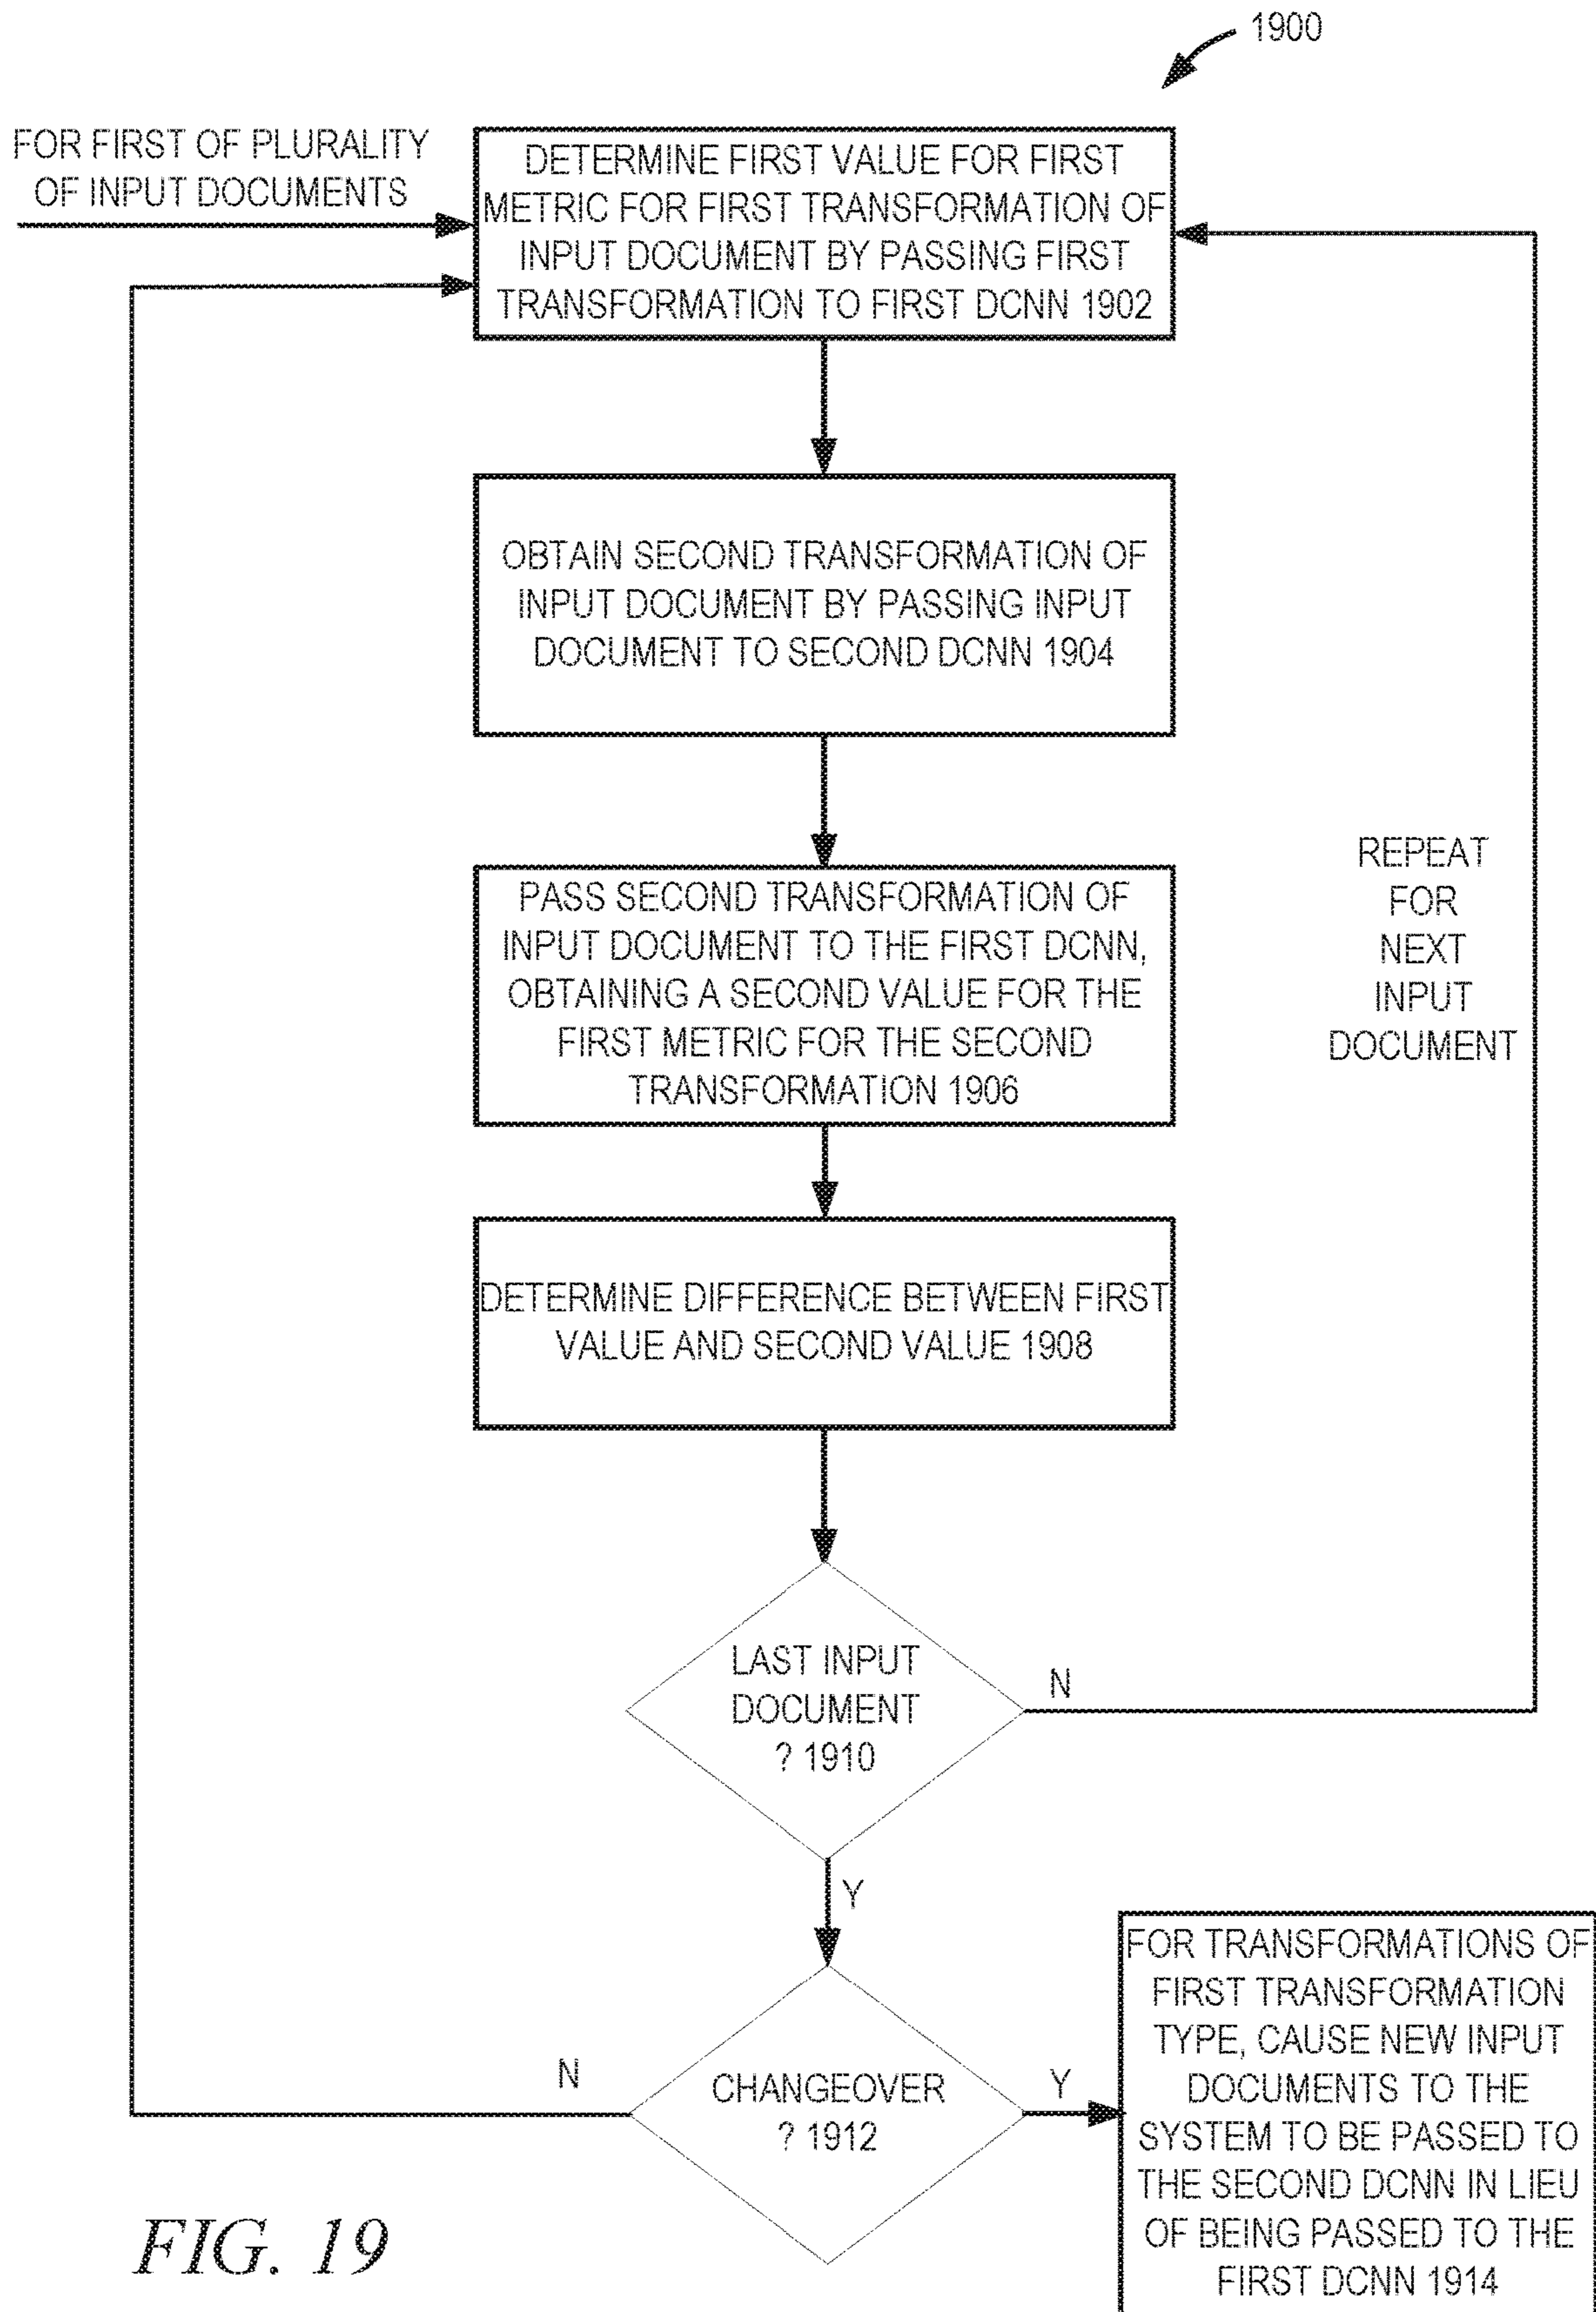 1900
FOR FIRST OF PLURALITY
OF INPUT DOCUMENTS
DETERMINE FIRST VALUE FOR FIRST
METRIC FOR FIRST TRANSFORMATION OF
INPUT DOCUMENT BY PASSING FIRST
TRANSFORMATION TO FIRST DCNN 1902
OBTAIN SECOND TRANSFORMATION OF
INPUT DOCUMENT BY PASSING INPUT
DOCUMENT TO SECOND DCNN 1904
PASS SECOND TRANSFORMATION OF
INPUT DOCUMENT TO THE FIRST DCNN,
OBTAINING A SECOND VALUE FOR THE
FIRST METRIC FOR THE SECOND
TRANSFORMATION 1906
REPEAT
FOR
NEXT
INPUT
DOCUMENT
DETERMINE DIFFERENCE BETWEEN FIRST
VALUE AND SECOND VALUE 1908
LAST INPUT
DOCUMENT
? 1910
N
Y
CHANGEOVER
? 1912
N
Y
FOR TRANSFORMATIONS OF
FIRST TRANSFORMATION
TYPE, CAUSE NEW INPUT
DOCUMENTS TO THE
SYSTEM TO BE PASSED TO
THE SECOND DCNN IN LIEU
OF BEING PASSED TO THE
FIRST DCNN 1914
FIG. 19